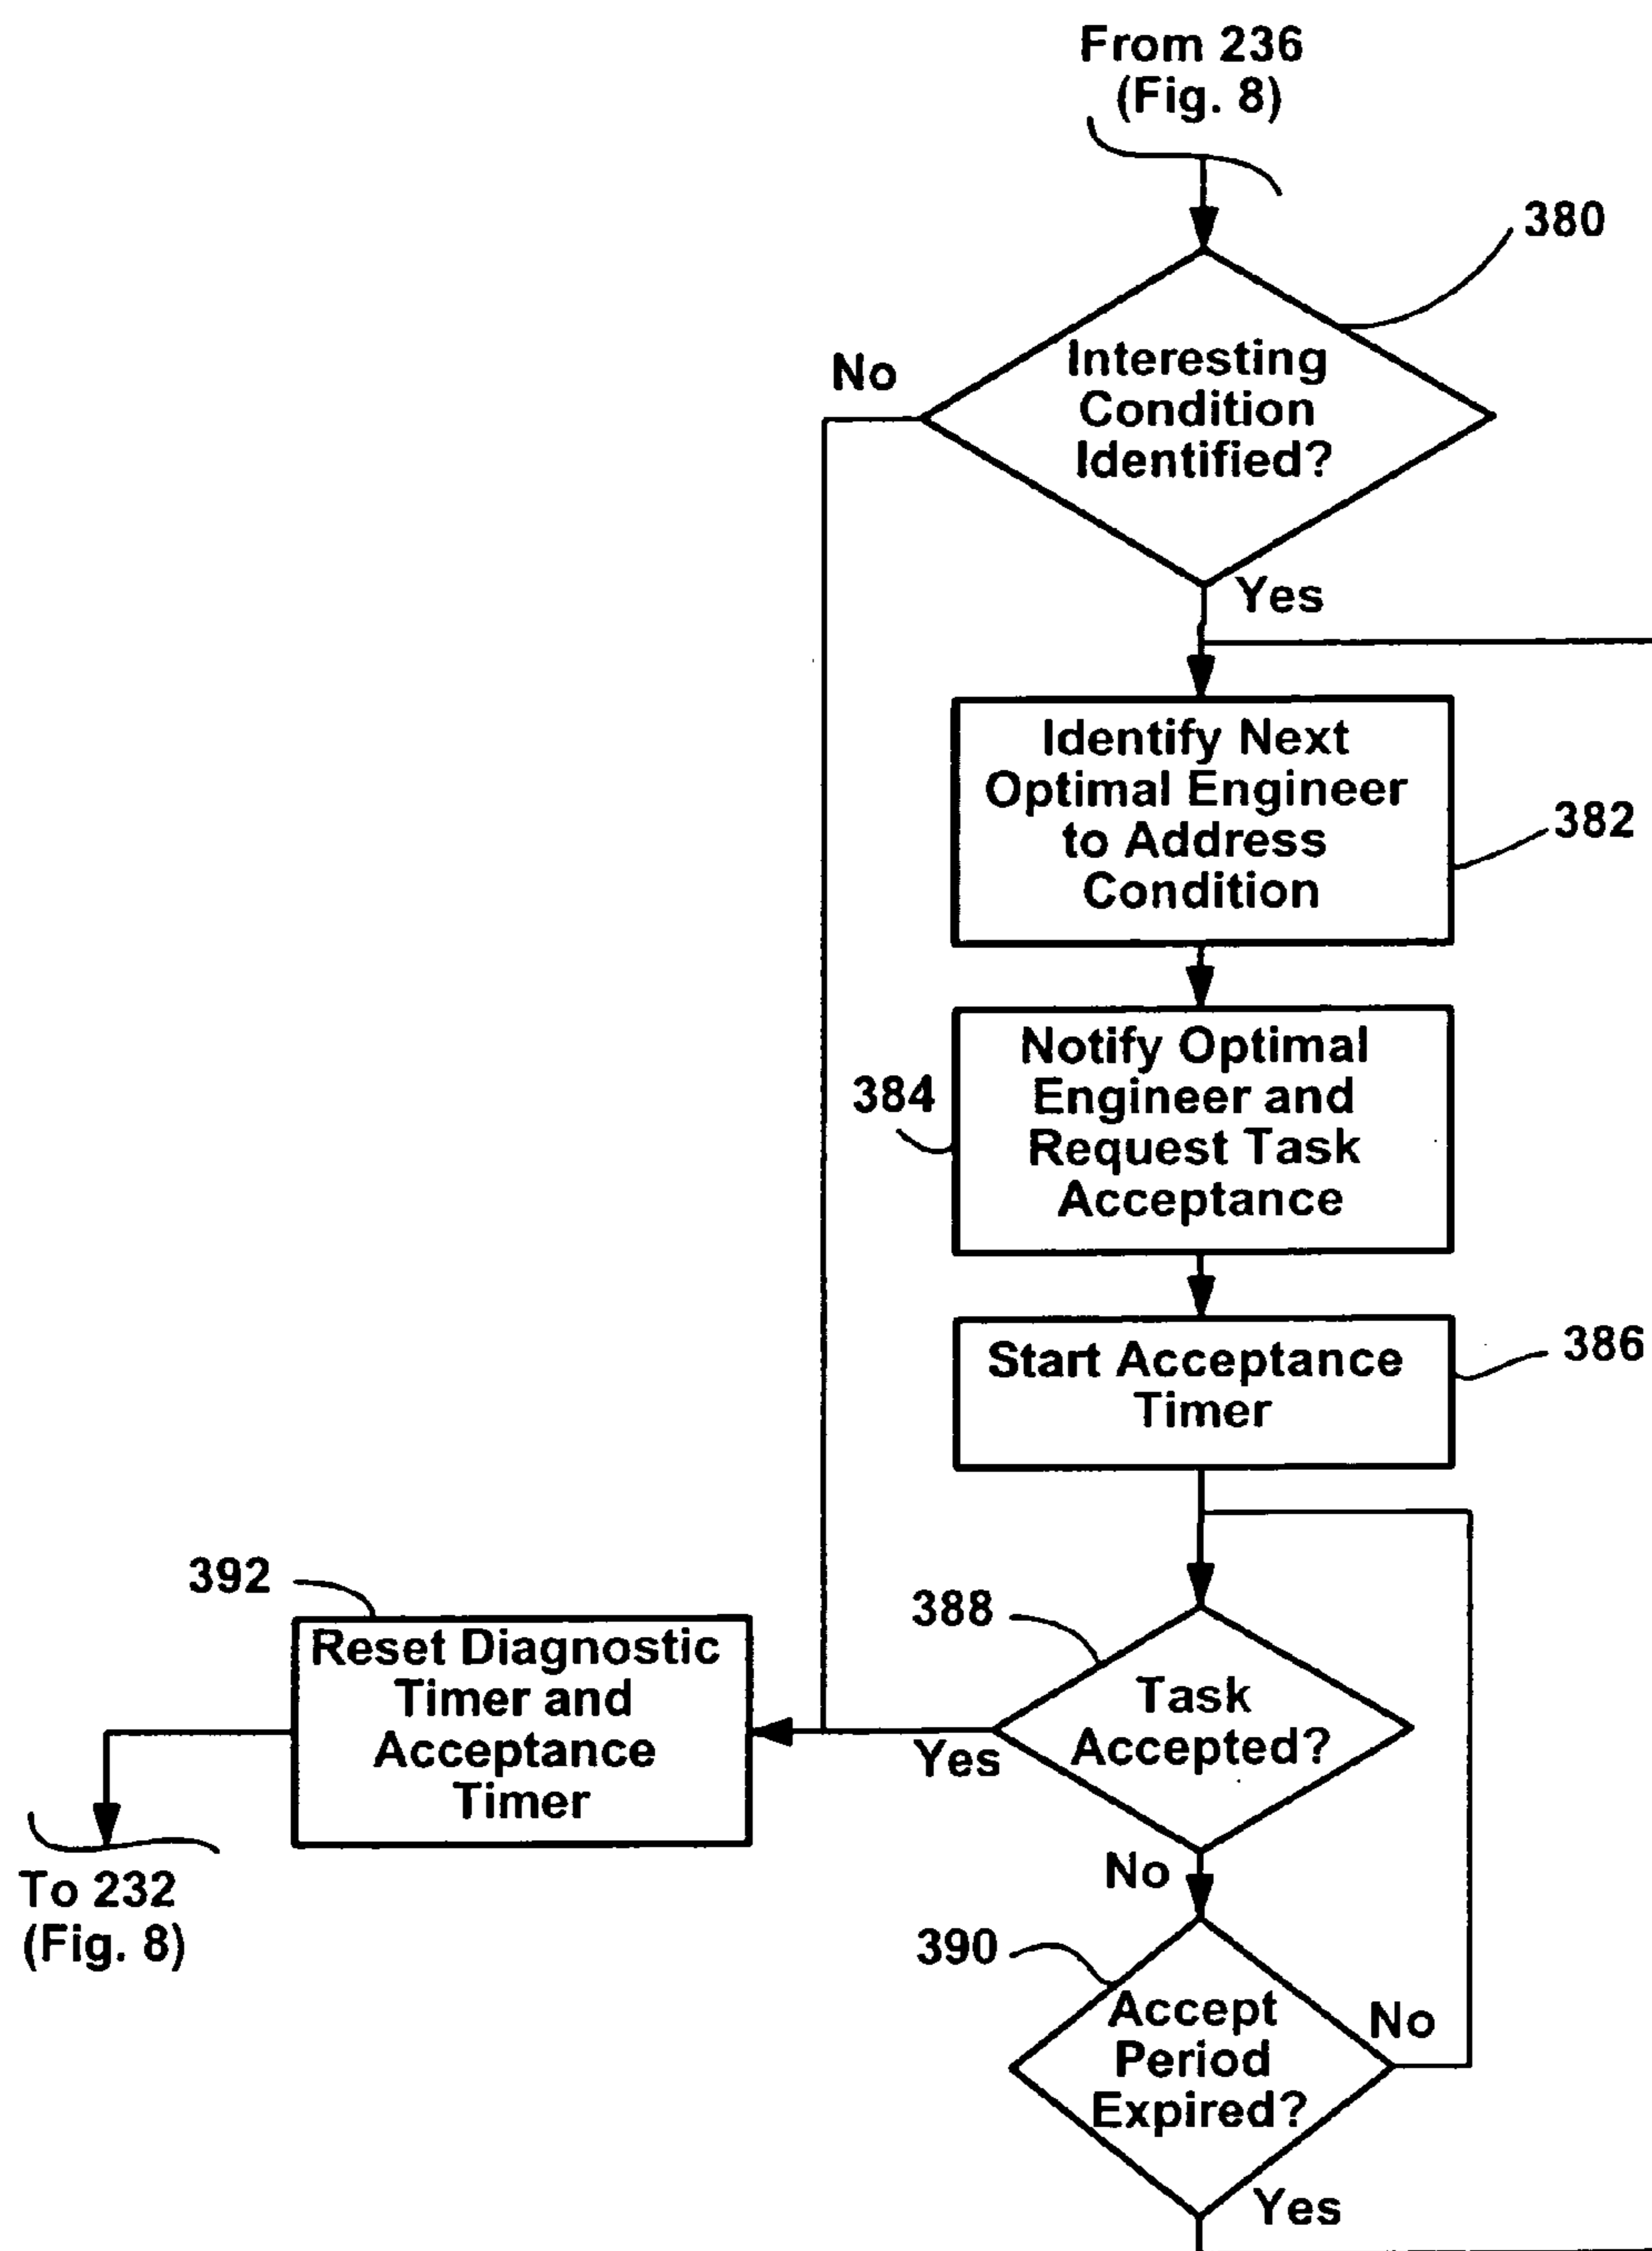 From 236
(Fig. 8)
380
No
Interesting
Condition
Identified?
Yes
Identify Next
Optimal Engineer
to Address
Condition
382
384
Notify Optimal
Engineer and
Request Task
Acceptance
Start Acceptance
Timer
386
392
Reset Diagnostic
Timer and
Acceptance
Timer
388
Task
Accepted?
Yes
No
To 232
(Fig. 8)
390
Accept
Period
Expired?
No
Yes